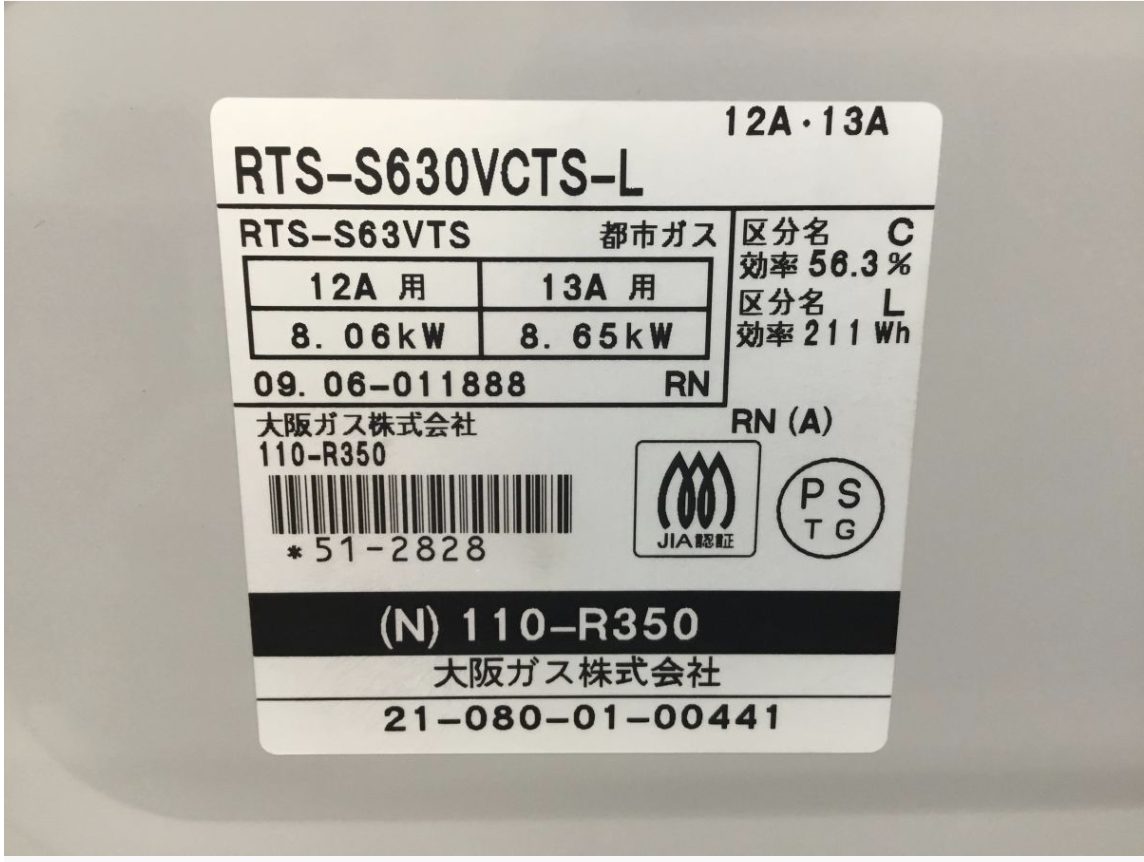 12A・13A
RTS-S630VCTS-L
RTS-S63VTS 都市ガス
12A 用 13A 用
8.06kW 8.65kW
09.06-011888 RN
区分名 C
効率 56.3%
区分名 L
効率 211 Wh
大阪ガス株式会社
110-R350
*51-2828
RN (A)
JIA認証
PS
TG
(N) 110-R350
大阪ガス株式会社
21-080-01-00441